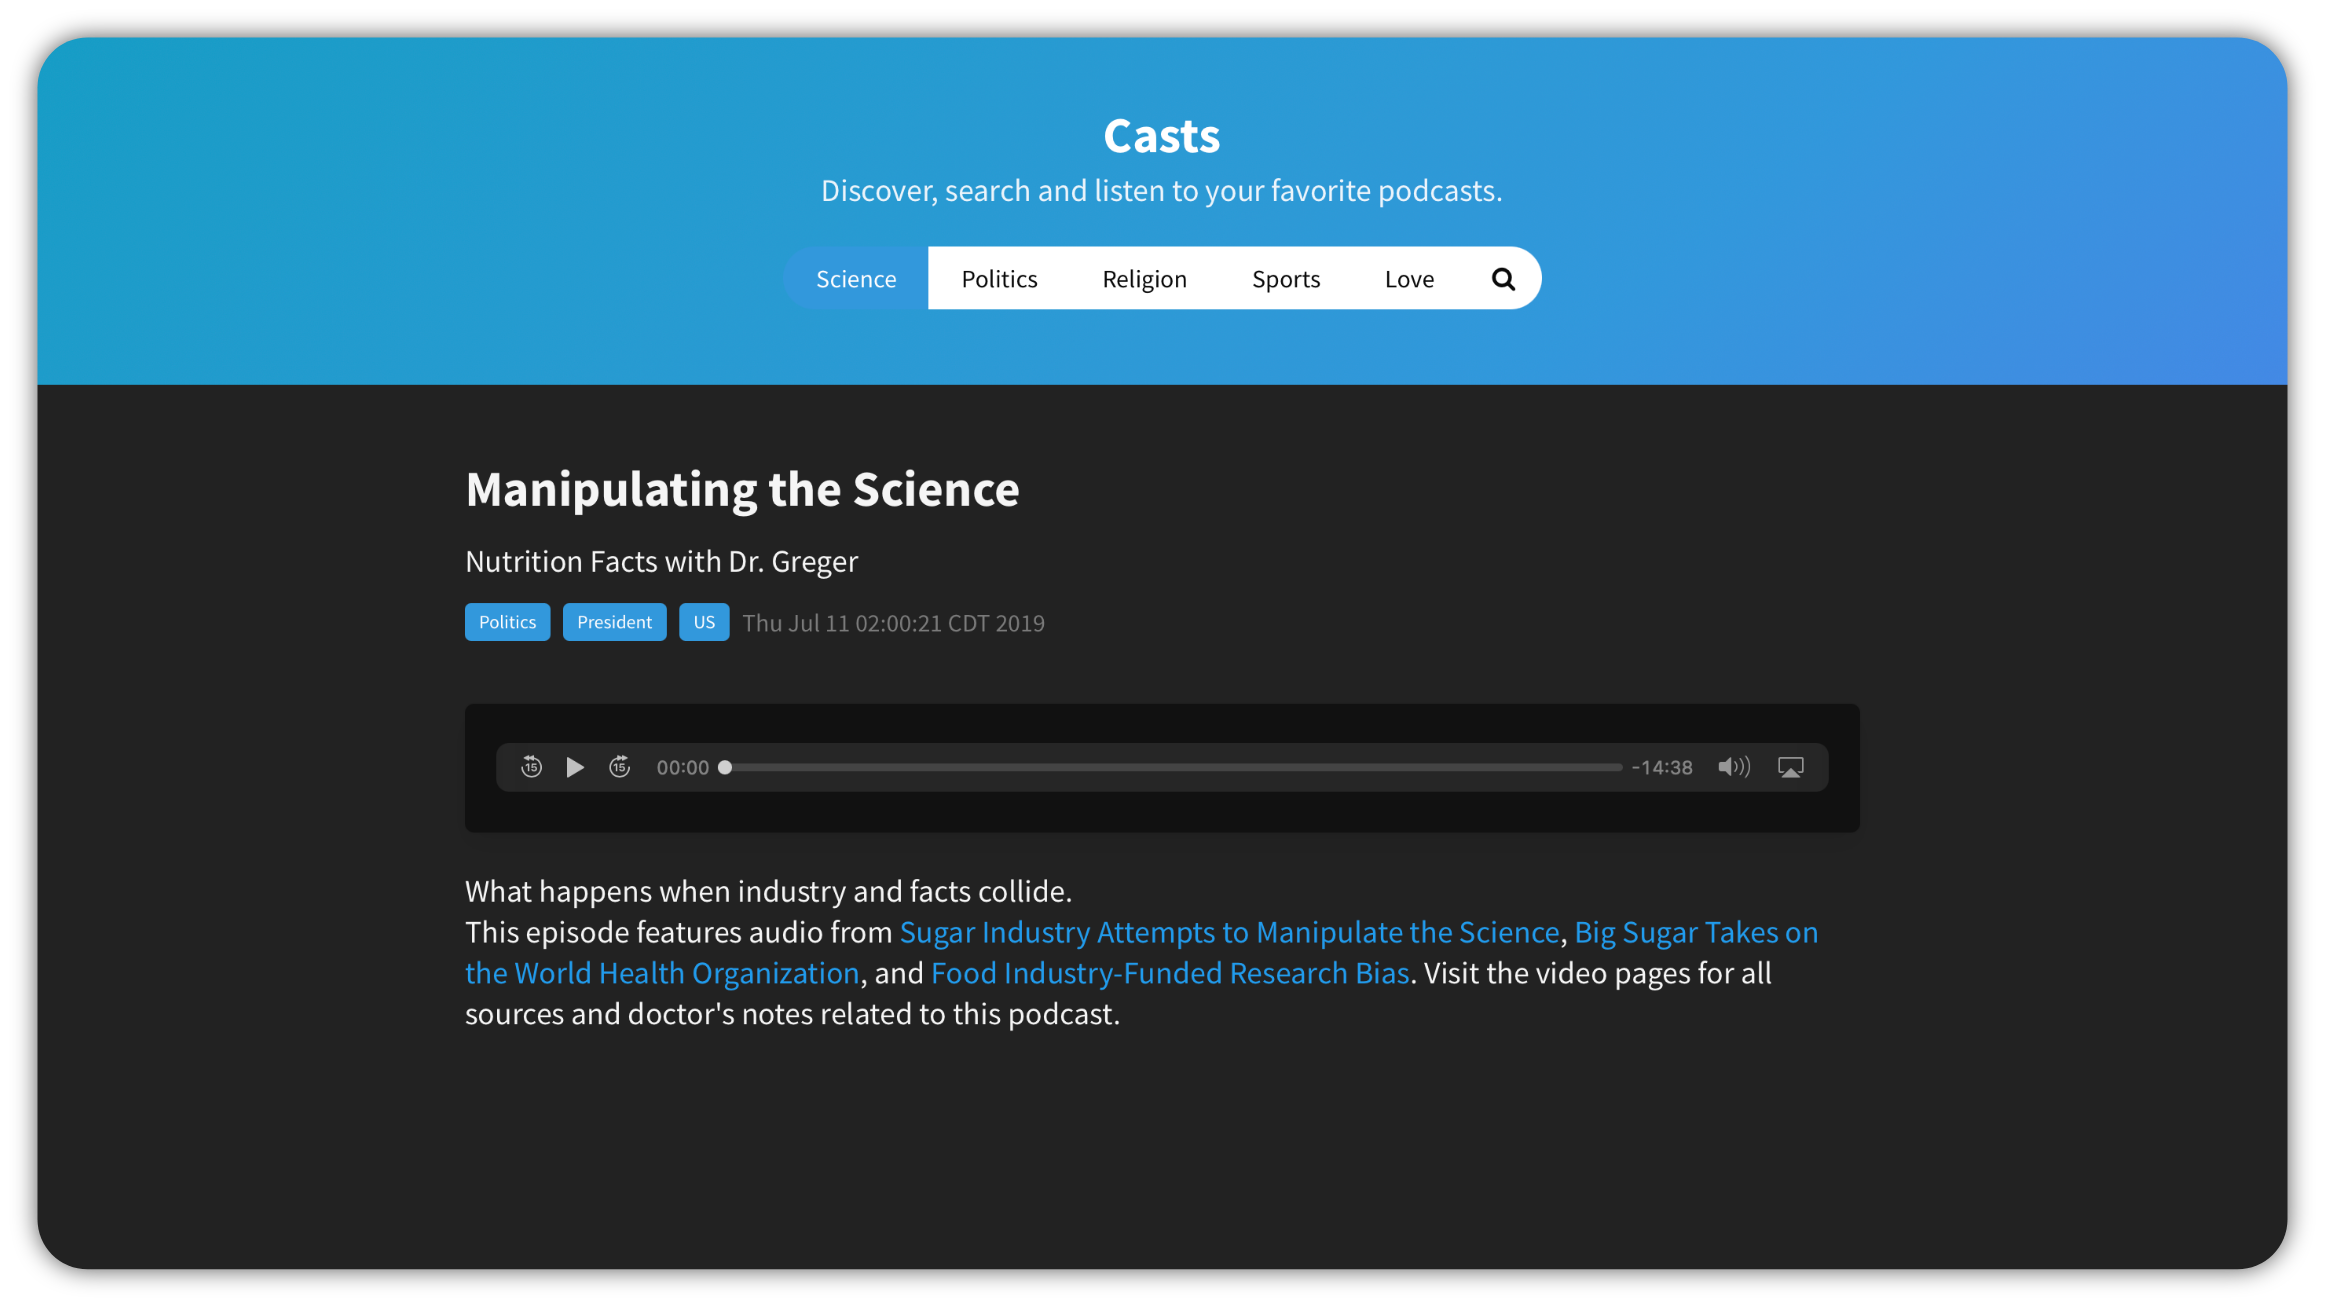 Casts
Discover, search and listen to your favorite podcasts.
Science Politics Religion Sports Love
Manipulating the Science
Nutrition Facts with Dr. Greger
Politics President US Thu Jul 11 02:00:21 CDT 2019
15 15 00:00 -14:38
What happens when industry and facts collide.
This episode features audio from Sugar Industry Attempts to Manipulate the Science, Big Sugar Takes on
the World Health Organization, and Food Industry-Funded Research Bias. Visit the video pages for all
sources and doctor's notes related to this podcast.